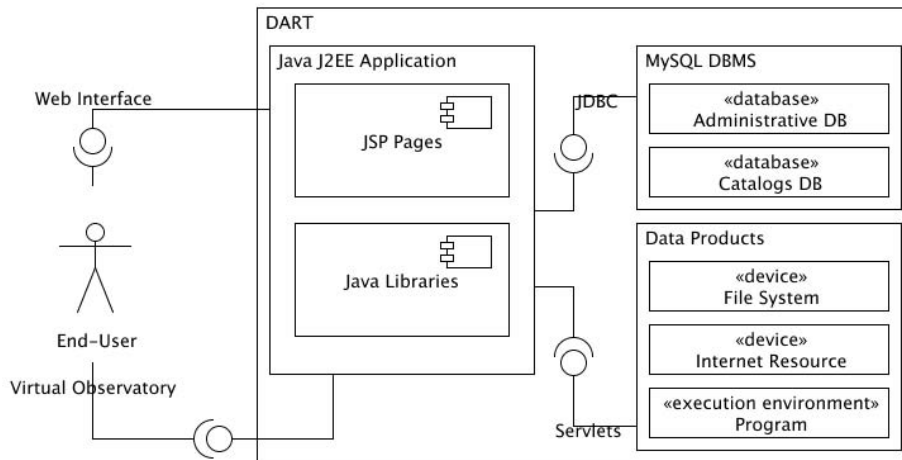 DART
Java J2EE Application
MySQL DBMS
Web Interface
JDBC
«database»
Administrative DB
JSP Pages
«database»
Catalogs DB
Data Products
«device»
File System
Java Libraries
End-User
«device»
Internet Resource
Virtual Observatory
«execution environment»
Program
Servlets